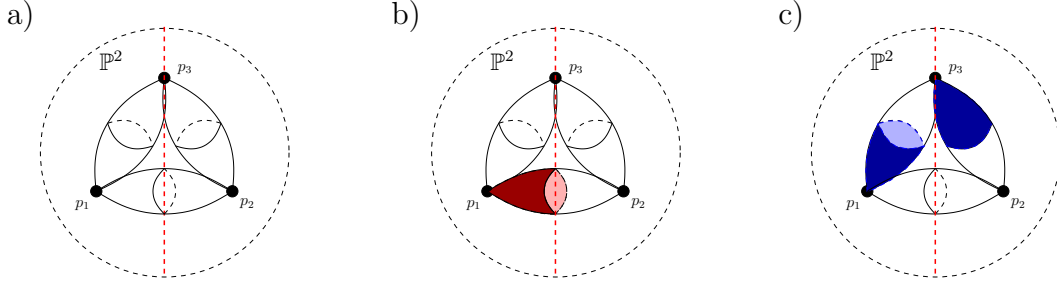 a)
ℙ²
p₃
p₁
p₂
b)
ℙ²
p₃
p₁
p₂
c)
ℙ²
p₃
p₁
p₂